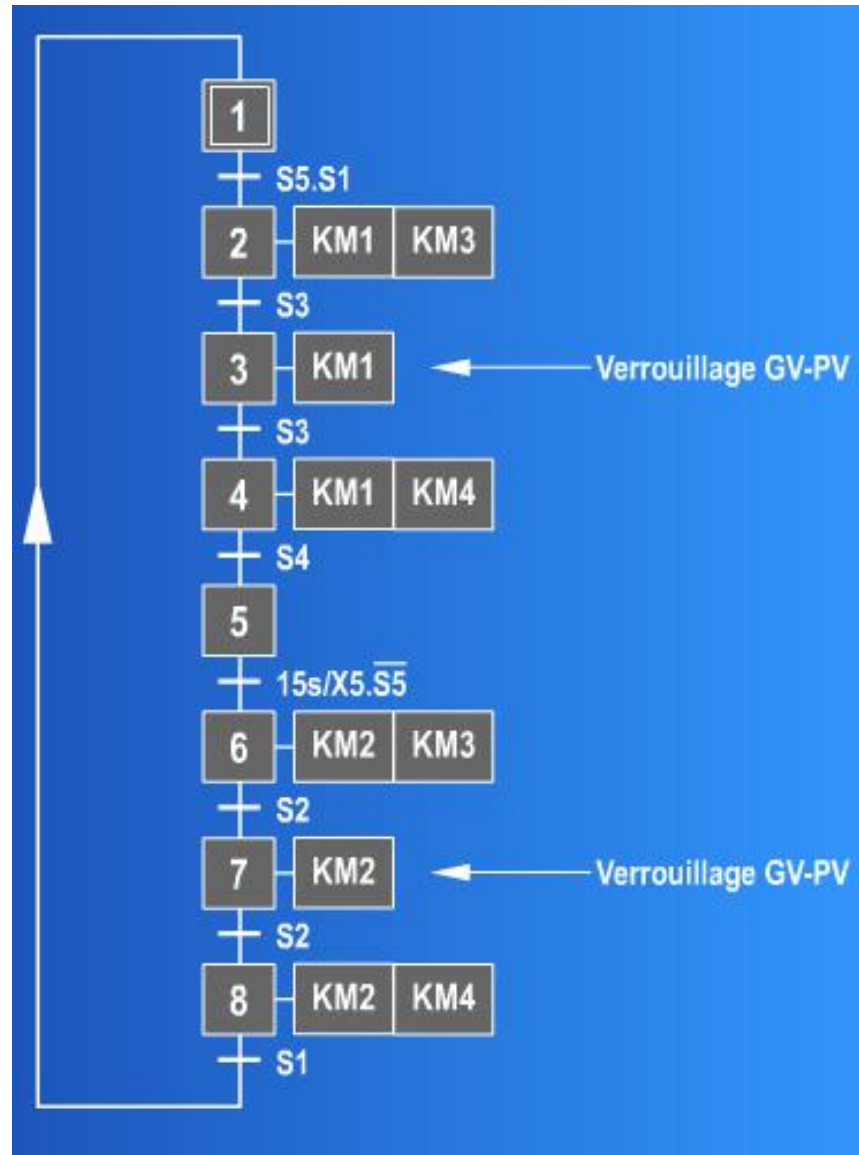 1
S5.S1
2 KM1 KM3
S3
3 KM1 Verrouillage GV-PV
S3
4 KM1 KM4
S4
5
15s/X5.S̅5̅
6 KM2 KM3
S2
7 KM2 Verrouillage GV-PV
S2
8 KM2 KM4
S1